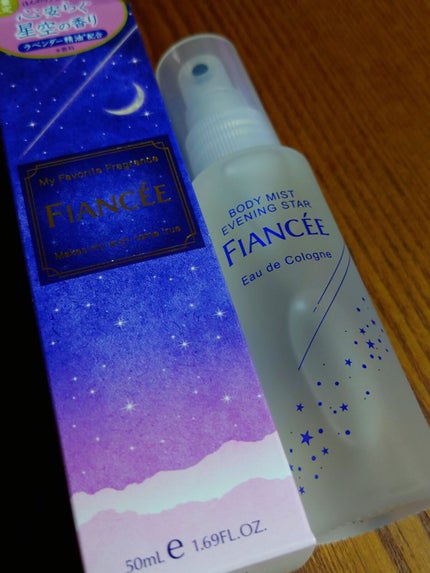 心安らぐ
星空の香り
ラベンダー精油*配合
My Favorite Fragrance
FIANCÉE
50mL e 1.69FL.OZ.
BODY MIST
EVENING STAR
FIANCÉE
Eau de Cologne